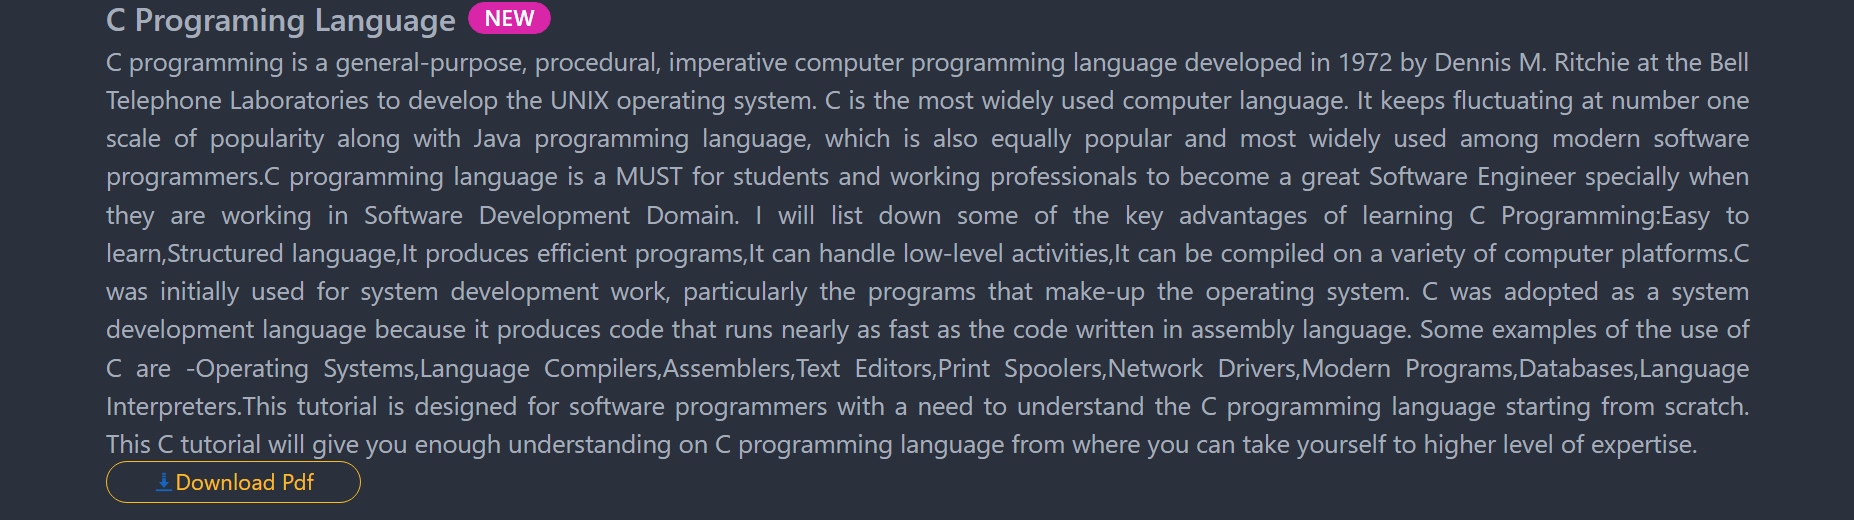 C Programing Language NEW
C programming is a general-purpose, procedural, imperative computer programming language developed in 1972 by Dennis M. Ritchie at the Bell
Telephone Laboratories to develop the UNIX operating system. C is the most widely used computer language. It keeps fluctuating at number one
scale of popularity along with Java programming language, which is also equally popular and most widely used among modern software
programmers.C programming language is a MUST for students and working professionals to become a great Software Engineer specially when
they are working in Software Development Domain. I will list down some of the key advantages of learning C Programming:Easy to
learn,Structured language,It produces efficient programs,It can handle low-level activities,It can be compiled on a variety of computer platforms.C
was initially used for system development work, particularly the programs that make-up the operating system. C was adopted as a system
development language because it produces code that runs nearly as fast as the code written in assembly language. Some examples of the use of
C are -Operating Systems,Language Compilers,Assemblers,Text Editors,Print Spoolers,Network Drivers,Modern Programs,Databases,Language
Interpreters.This tutorial is designed for software programmers with a need to understand the C programming language starting from scratch.
This C tutorial will give you enough understanding on C programming language from where you can take yourself to higher level of expertise.
Download Pdf